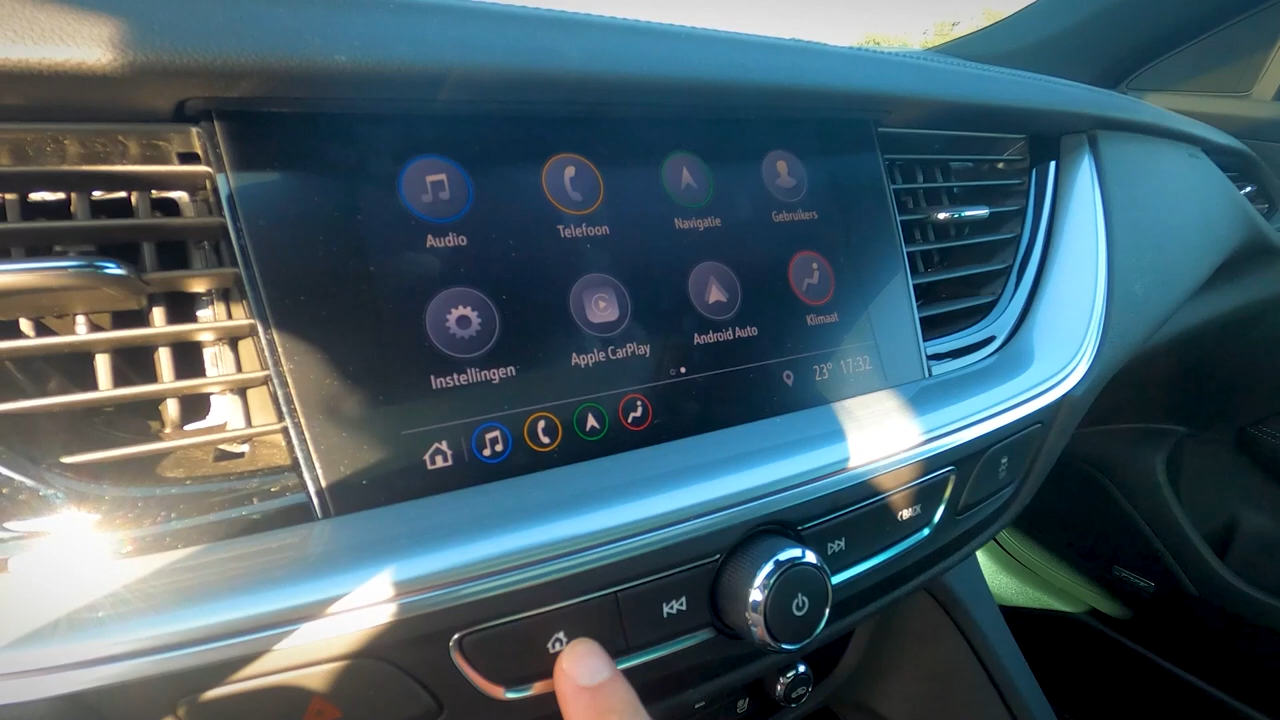 Audio
Telefoon
Navigatie
Gebruikers
Instellingen
Apple CarPlay
Android Auto
Klimaat
23° 17:32
BACK